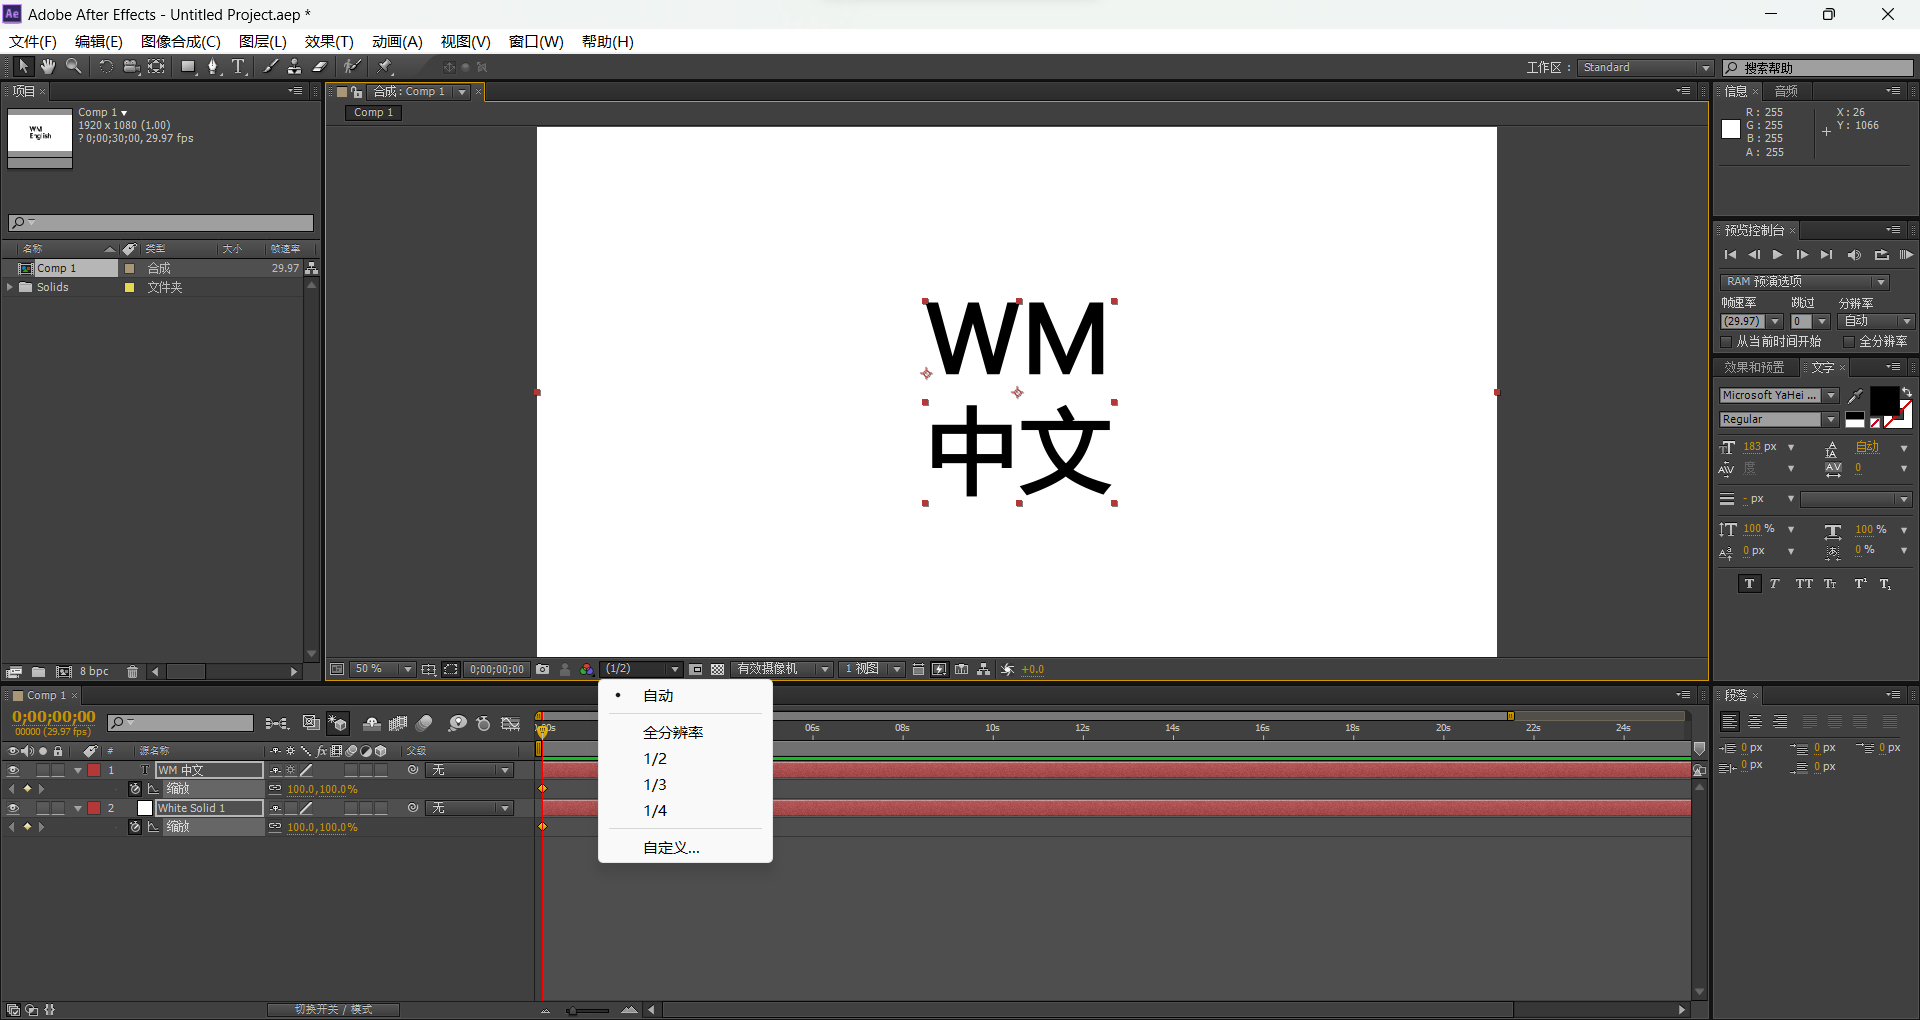 Ae Adobe After Effects - Untitled Project.aep *
文件(F) 编辑(E) 图像合成(C) 图层(L) 效果(T) 动画(A) 视图(V) 窗口(W) 帮助(H)
工作区: Standard 搜索帮助
项目
Comp 1
1920 x 1080 (1.00)
? 0;00;30;00, 29.97 fps
WM
English
名称 类型 大小 帧速率
Comp 1 合成 29.97
Solids 文件夹
8 bpc
合成: Comp 1
Comp 1
WM
中文
50 % 0;00;00;00 (1/2) 有效摄像机 1 视图 +0.0
自动
全分辨率
1/2
1/3
1/4
自定义...
信息 音频
R: 255 X: 26
G: 255 Y: 1066
B: 255
A: 255
预览控制台
RAM 预演选项
帧速率 跳过 分辨率
(29.97) 0 自动
从当前时间开始 全分辨率
效果和预置 文字
Microsoft YaHei ...
Regular
183 px 自动
度 0
- px
100 % 100 %
0 px 0 %
T T TT TT T¹ T₁
Comp 1
0;00;00;00
00000 (29.97 fps)
# 源名称 父级
1 T WM 中文 无
缩放 100.0,100.0%
2 White Solid 1 无
缩放 100.0,100.0%
06s 08s 10s 12s 14s 16s 18s 20s 22s 24s
切换开关 / 模式
段落
0 px 0 px 0 px
0 px 0 px